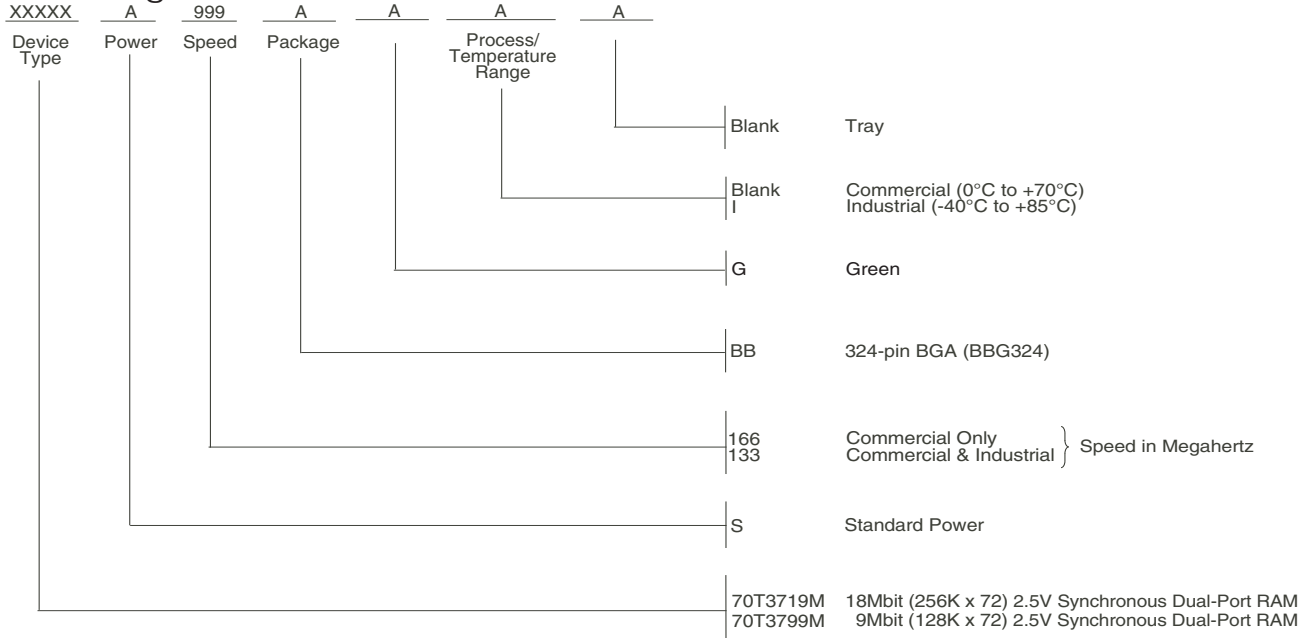 XXXXX A 999 A A A A
Device Type Power Speed Package Process/ Temperature Range
Blank Tray
Blank Commercial (0°C to +70°C)
I Industrial (-40°C to +85°C)
G Green
BB 324-pin BGA (BBG324)
166 Commercial Only
133 Commercial & Industrial
Speed in Megahertz
S Standard Power
70T3719M 18Mbit (256K x 72) 2.5V Synchronous Dual-Port RAM
70T3799M 9Mbit (128K x 72) 2.5V Synchronous Dual-Port RAM